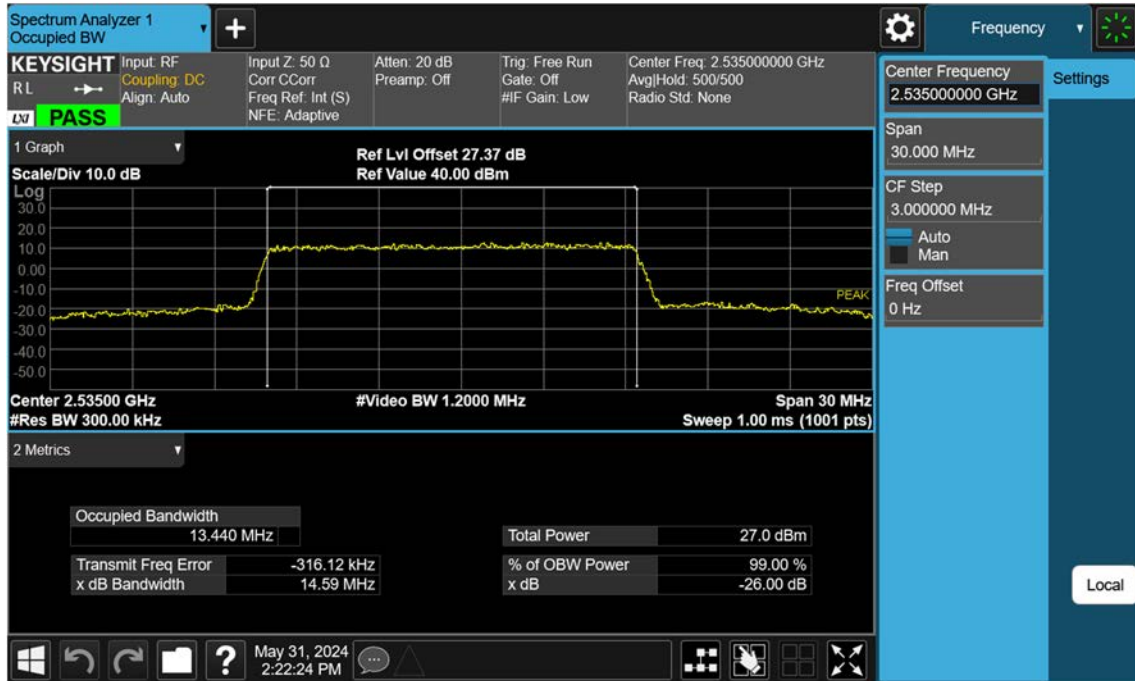 Spectrum Analyzer 1
Occupied BW
+
Frequency
KEYSIGHT
R L
LXI
PASS
Input: RF
Coupling: DC
Align: Auto
Input Z: 50 Ω
Corr CCorr
Freq Ref: Int (S)
NFE: Adaptive
Atten: 20 dB
Preamp: Off
Trig: Free Run
Gate: Off
#IF Gain: Low
Center Freq: 2.535000000 GHz
Avg|Hold: 500/500
Radio Std: None
Center Frequency
2.535000000 GHz
Settings
Span
30.000 MHz
CF Step
3.000000 MHz
Auto
Man
Freq Offset
0 Hz
Local
1 Graph
Scale/Div 10.0 dB
Ref Lvl Offset 27.37 dB
Ref Value 40.00 dBm
Log
30.0
20.0
10.0
0.00
-10.0
-20.0
-30.0
-40.0
-50.0
PEAK
Center 2.53500 GHz
#Video BW 1.2000 MHz
Span 30 MHz
#Res BW 300.00 kHz
Sweep 1.00 ms (1001 pts)
2 Metrics
Occupied Bandwidth
13.440 MHz
Total Power 27.0 dBm
Transmit Freq Error -316.12 kHz
% of OBW Power 99.00 %
x dB Bandwidth 14.59 MHz
x dB -26.00 dB
?
May 31, 2024
2:22:24 PM